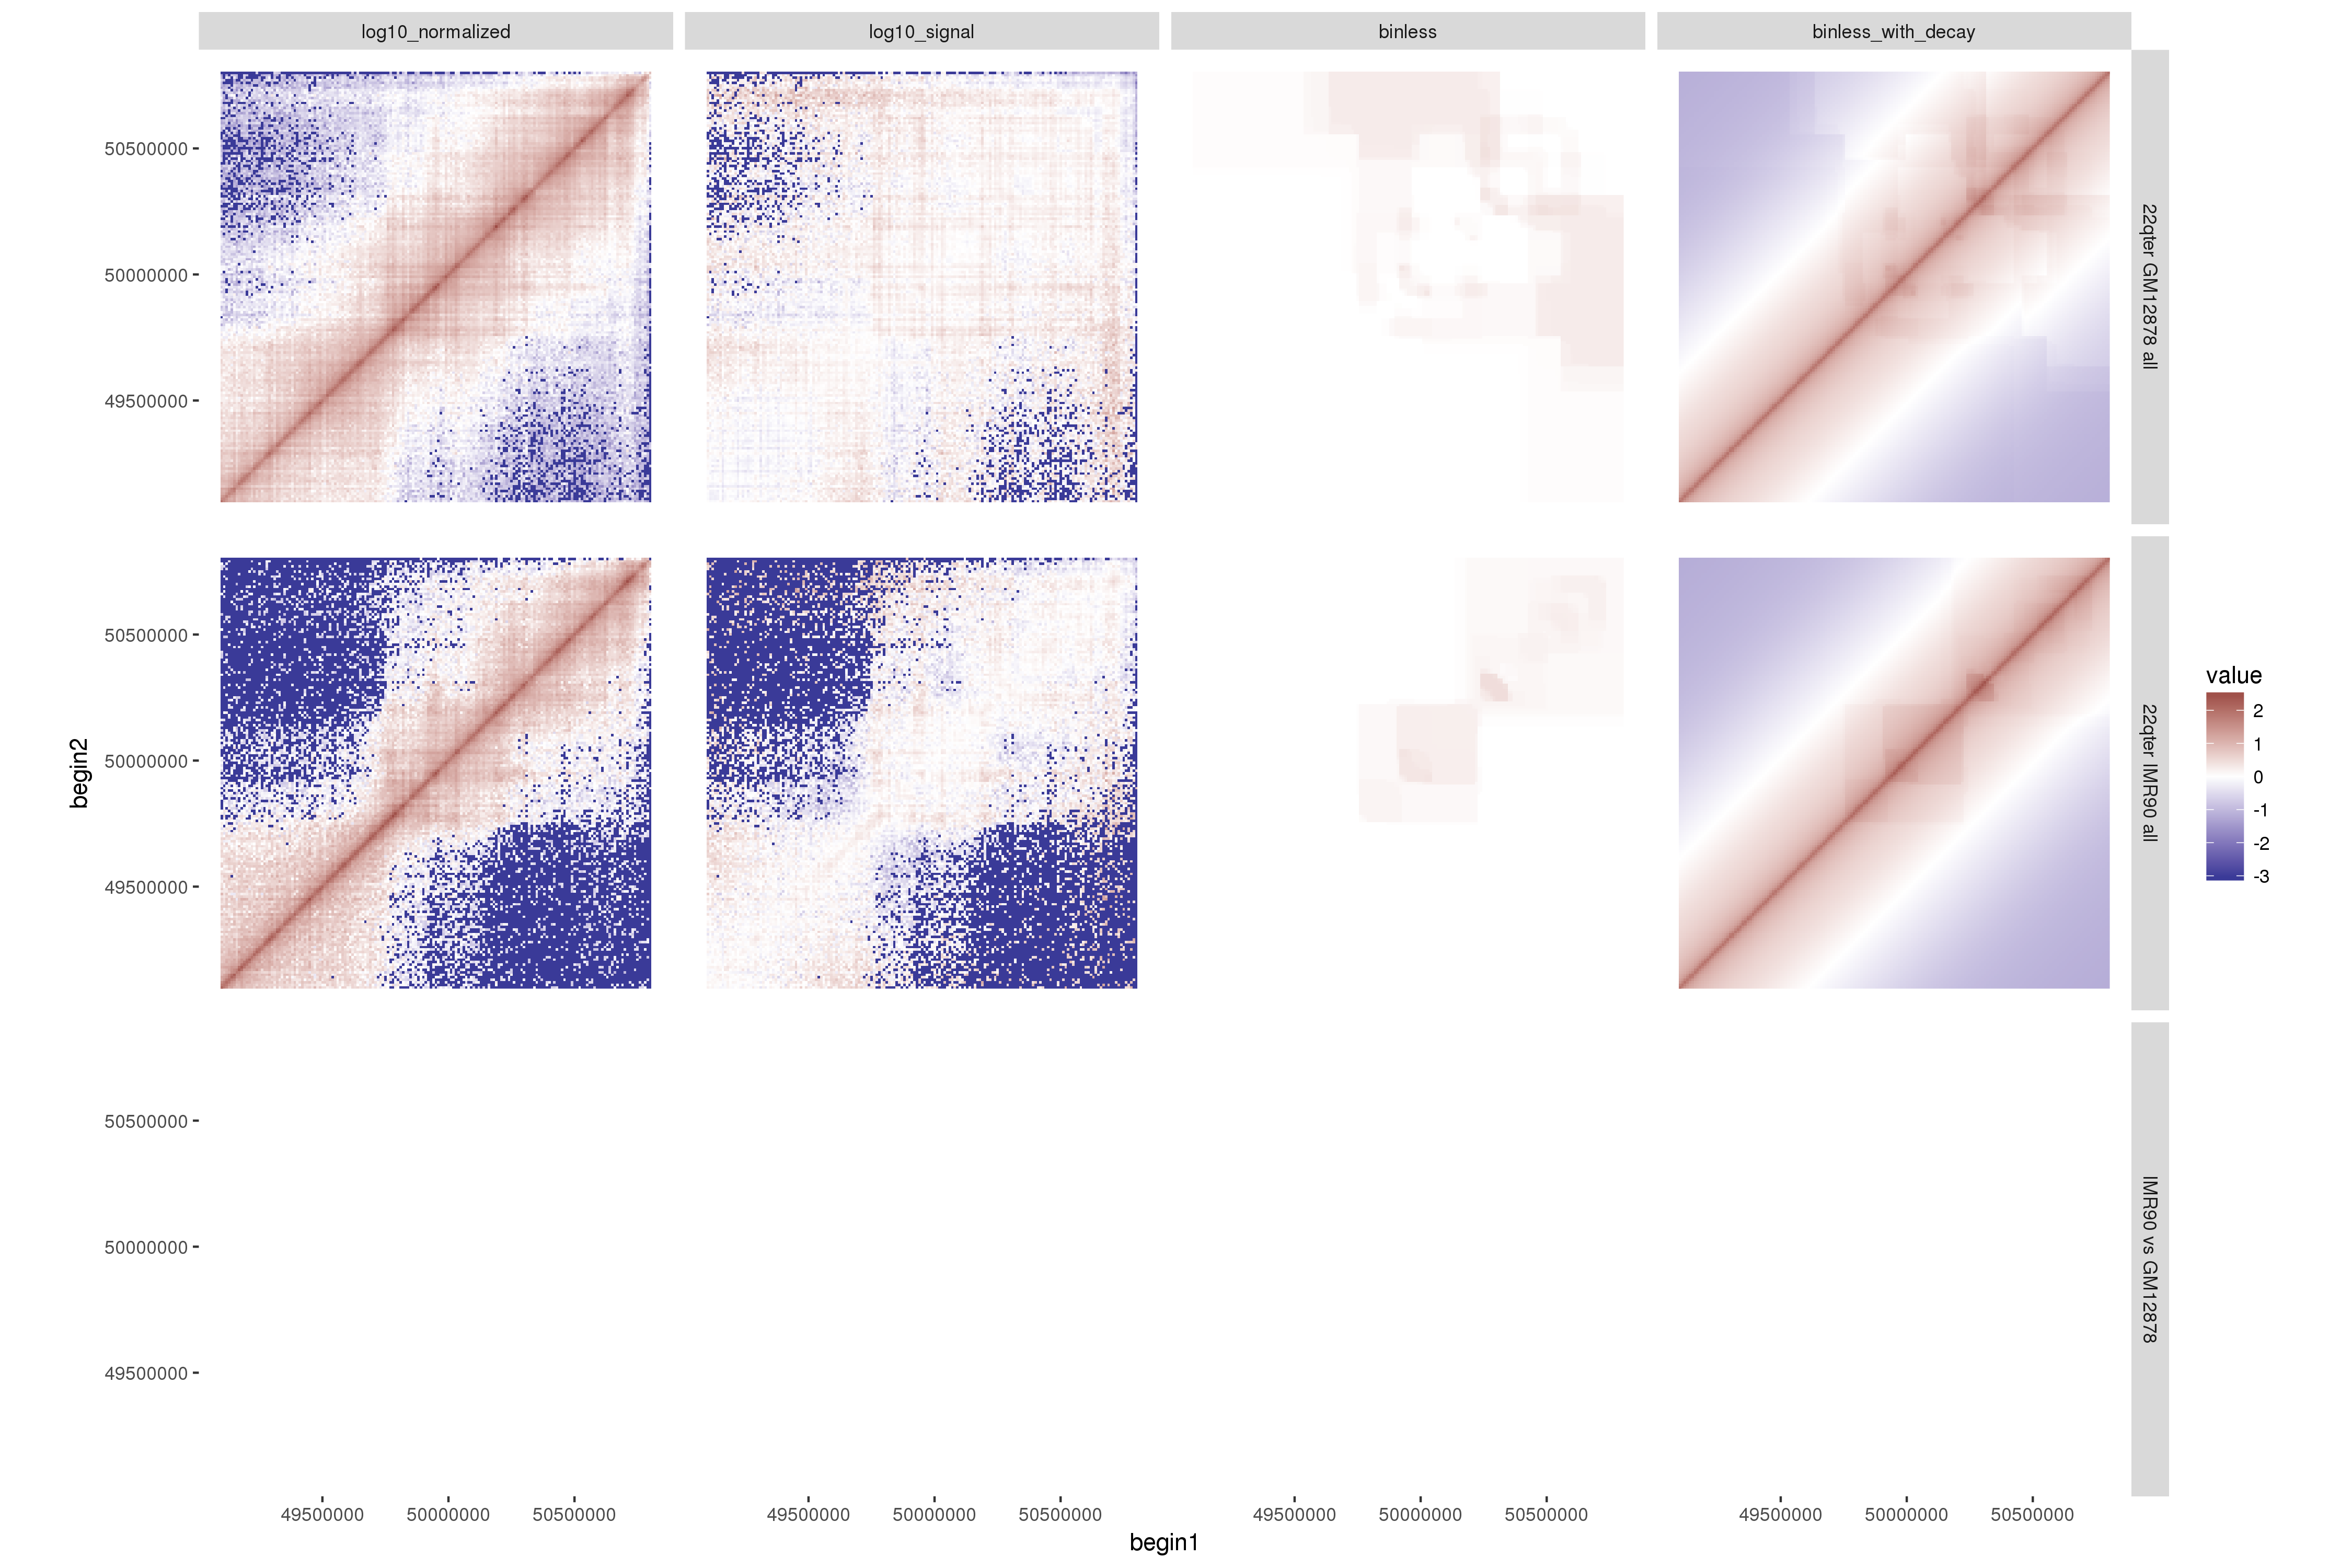 log10_normalized
log10_signal
binless
binless_with_decay
50500000
50000000
49500000
22qter GM12878 all
50500000
50000000
49500000
22qter IMR90 all
50500000
50000000
49500000
IMR90 vs GM12878
begin2
49500000 50000000 50500000
49500000 50000000 50500000
49500000 50000000 50500000
49500000 50000000 50500000
begin1
value
2
1
0
-1
-2
-3